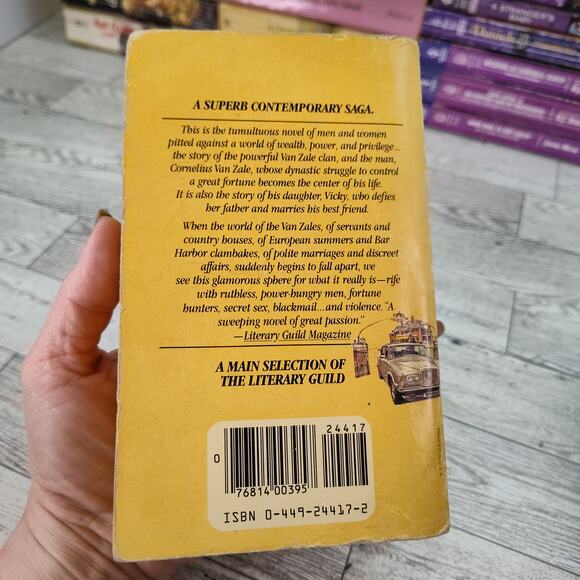 A SUPERB CONTEMPORARY SAGA.
This is the tumultuous novel of men and women
pitted against a world of wealth, power, and privilege...
the story of the powerful Van Zale clan, and the man,
Cornelius Van Zale, whose dynastic struggle to control
a great fortune becomes the center of his life.
It is also the story of his daughter, Vicky, who defies
her father and marries his best friend.
When the world of the Van Zales, of servants and
country houses, of European summers and Bar
Harbor clambakes, of polite marriages and discreet
affairs, suddenly begins to fall apart, we
see this glamorous sphere for what it really is—rife
with ruthless, power-hungry men, fortune
hunters, secret sex, blackmail...and violence. "A
sweeping novel of great passion."
—Literary Guild Magazine
A MAIN SELECTION OF
THE LITERARY GUILD
24417
0
76814 00395
ISBN 0-449-24417-2